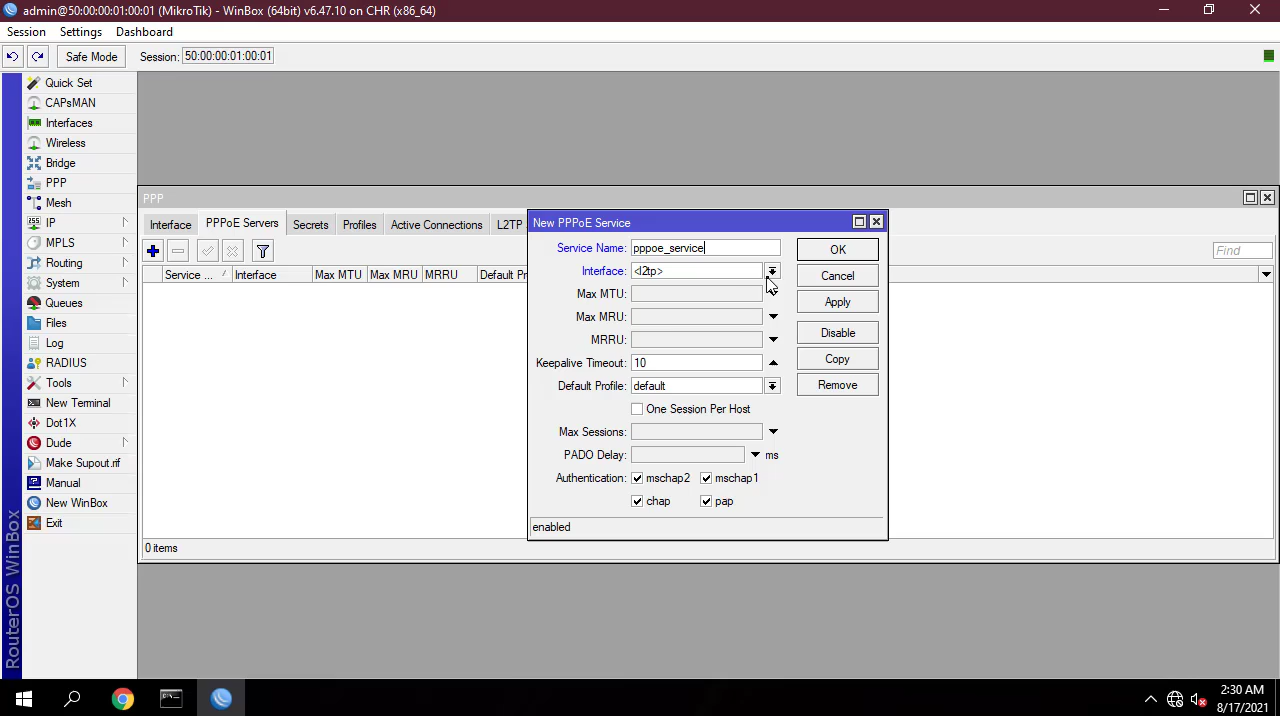 admin@50:00:00:01:00:01 (MikroTik) - WinBox (64bit) v6.47.10 on CHR (x86_64)
Session Settings Dashboard
Safe Mode Session: 50:00:00:01:00:01
Quick Set
CAPsMAN
Interfaces
Wireless
Bridge
PPP
Mesh
IP
MPLS
Routing
System
Queues
Files
Log
RADIUS
Tools
New Terminal
Dot1X
Dude
Make Supout.rif
Manual
New WinBox
Exit
RouterOS WinBox
PPP
Interface PPPoE Servers Secrets Profiles Active Connections L2TP
Find
Service ... Interface Max MTU Max MRU MRRU Default Pr
0 items
New PPPoE Service
Service Name: pppoe_service
Interface: <l2tp>
Max MTU:
Max MRU:
MRRU:
Keepalive Timeout: 10
Default Profile: default
One Session Per Host
Max Sessions:
PADO Delay: ms
Authentication: mschap2 mschap1
chap pap
enabled
OK
Cancel
Apply
Disable
Copy
Remove
2:30 AM
8/17/2021